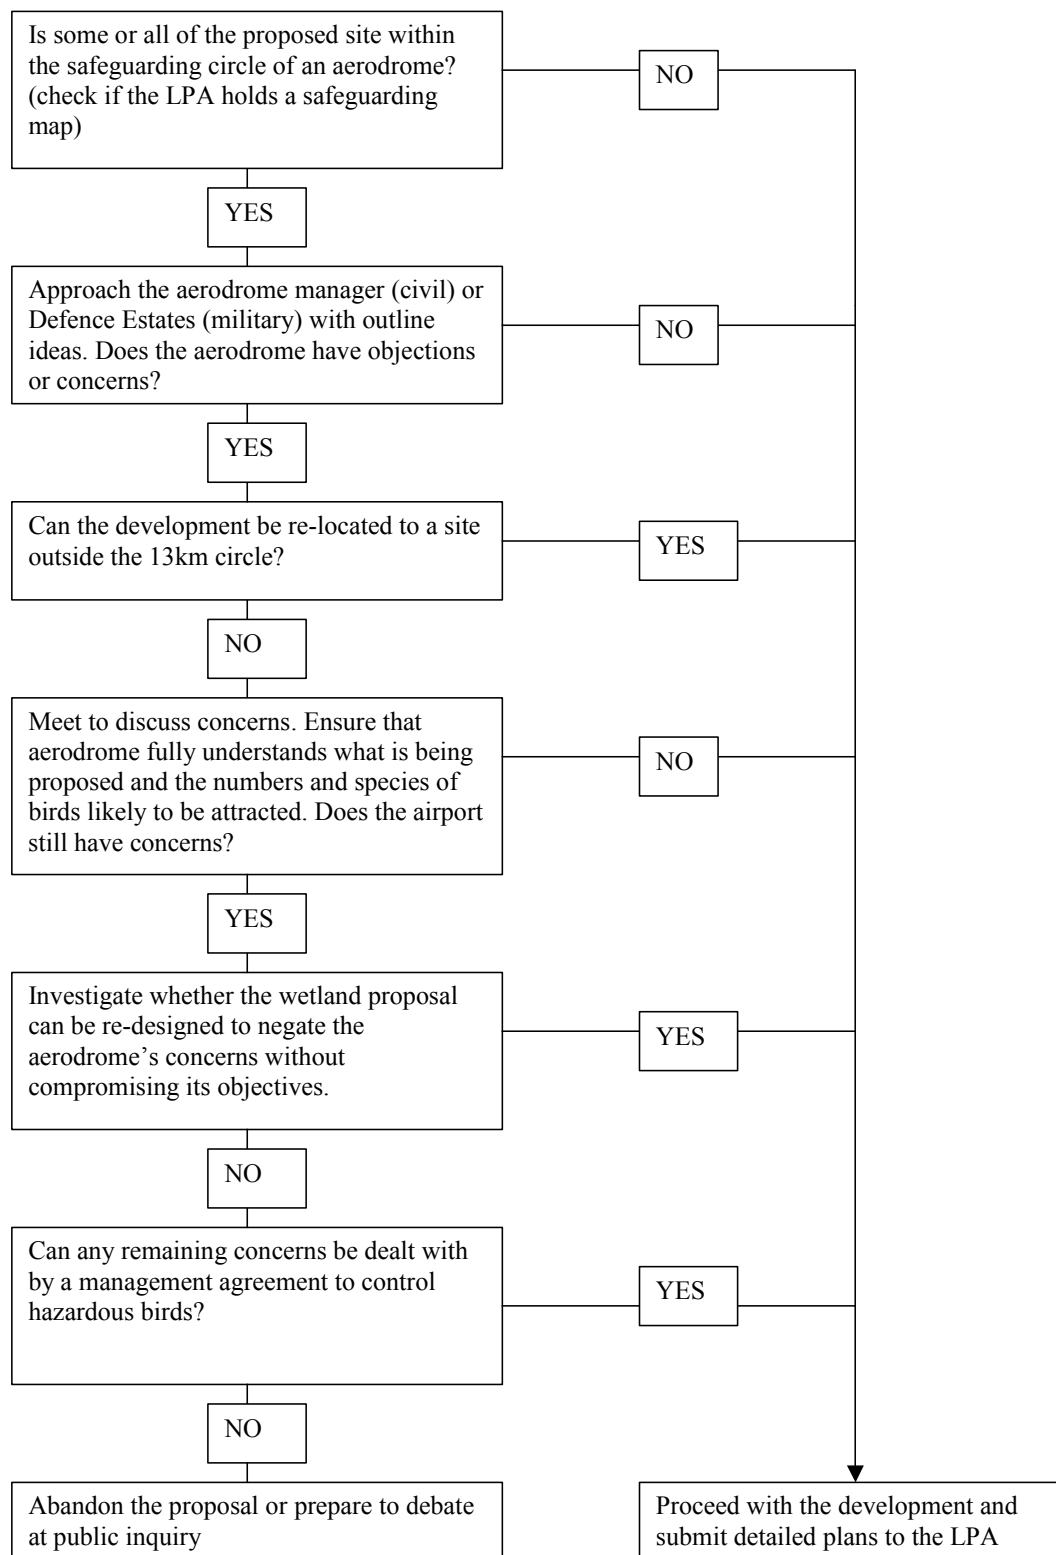 Is some or all of the proposed site within
the safeguarding circle of an aerodrome?
(check if the LPA holds a safeguarding
map)
NO
YES
Approach the aerodrome manager (civil) or
Defence Estates (military) with outline
ideas. Does the aerodrome have objections
or concerns?
NO
YES
Can the development be re-located to a site
outside the 13km circle?
YES
NO
Meet to discuss concerns. Ensure that
aerodrome fully understands what is being
proposed and the numbers and species of
birds likely to be attracted. Does the airport
still have concerns?
NO
YES
Investigate whether the wetland proposal
can be re-designed to negate the
aerodrome’s concerns without
compromising its objectives.
YES
NO
Can any remaining concerns be dealt with
by a management agreement to control
hazardous birds?
YES
NO
Abandon the proposal or prepare to debate
at public inquiry
Proceed with the development and
submit detailed plans to the LPA